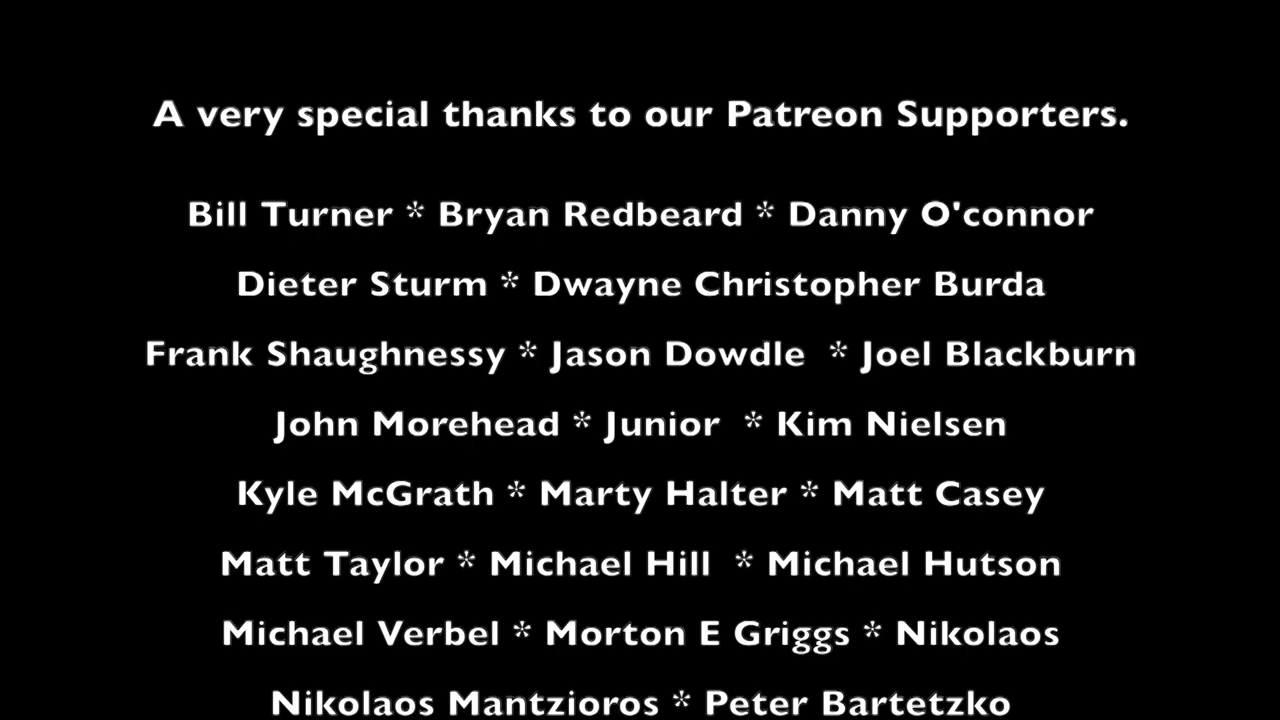 A very special thanks to our Patreon Supporters.
Bill Turner * Bryan Redbeard * Danny O'connor
Dieter Sturm * Dwayne Christopher Burda
Frank Shaughnessy * Jason Dowdle * Joel Blackburn
John Morehead * Junior * Kim Nielsen
Kyle McGrath * Marty Halter * Matt Casey
Matt Taylor * Michael Hill * Michael Hutson
Michael Verbel * Morton E Griggs * Nikolaos
Nikolaos Mantzioros * Peter Bartetzko